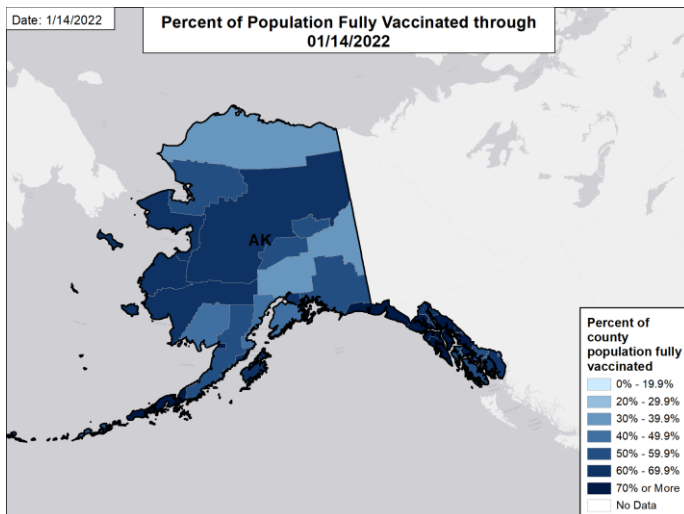 Date: 1/14/2022
Percent of Population Fully Vaccinated through
01/14/2022
AK
Percent of
county
population fully
vaccinated
0% - 19.9%
20% - 29.9%
30% - 39.9%
40% - 49.9%
50% - 59.9%
60% - 69.9%
70% or More
No Data